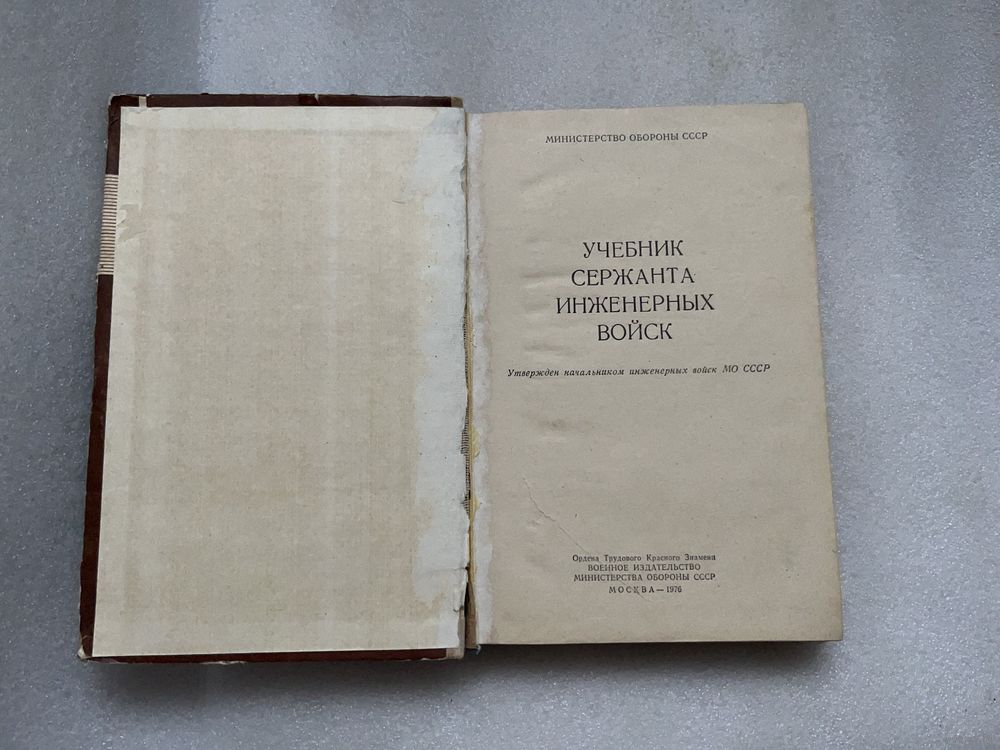 МИНИСТЕРСТВО ОБОРОНЫ СССР
УЧЕБНИК
СЕРЖАНТА
ИНЖЕНЕРНЫХ
ВОЙСК
Утвержден начальником инженерных войск МО СССР
Ордена Трудового Красного Знамени
ВОЕННОЕ ИЗДАТЕЛЬСТВО
МИНИСТЕРСТВА ОБОРОНЫ СССР
МОСКВА — 1976